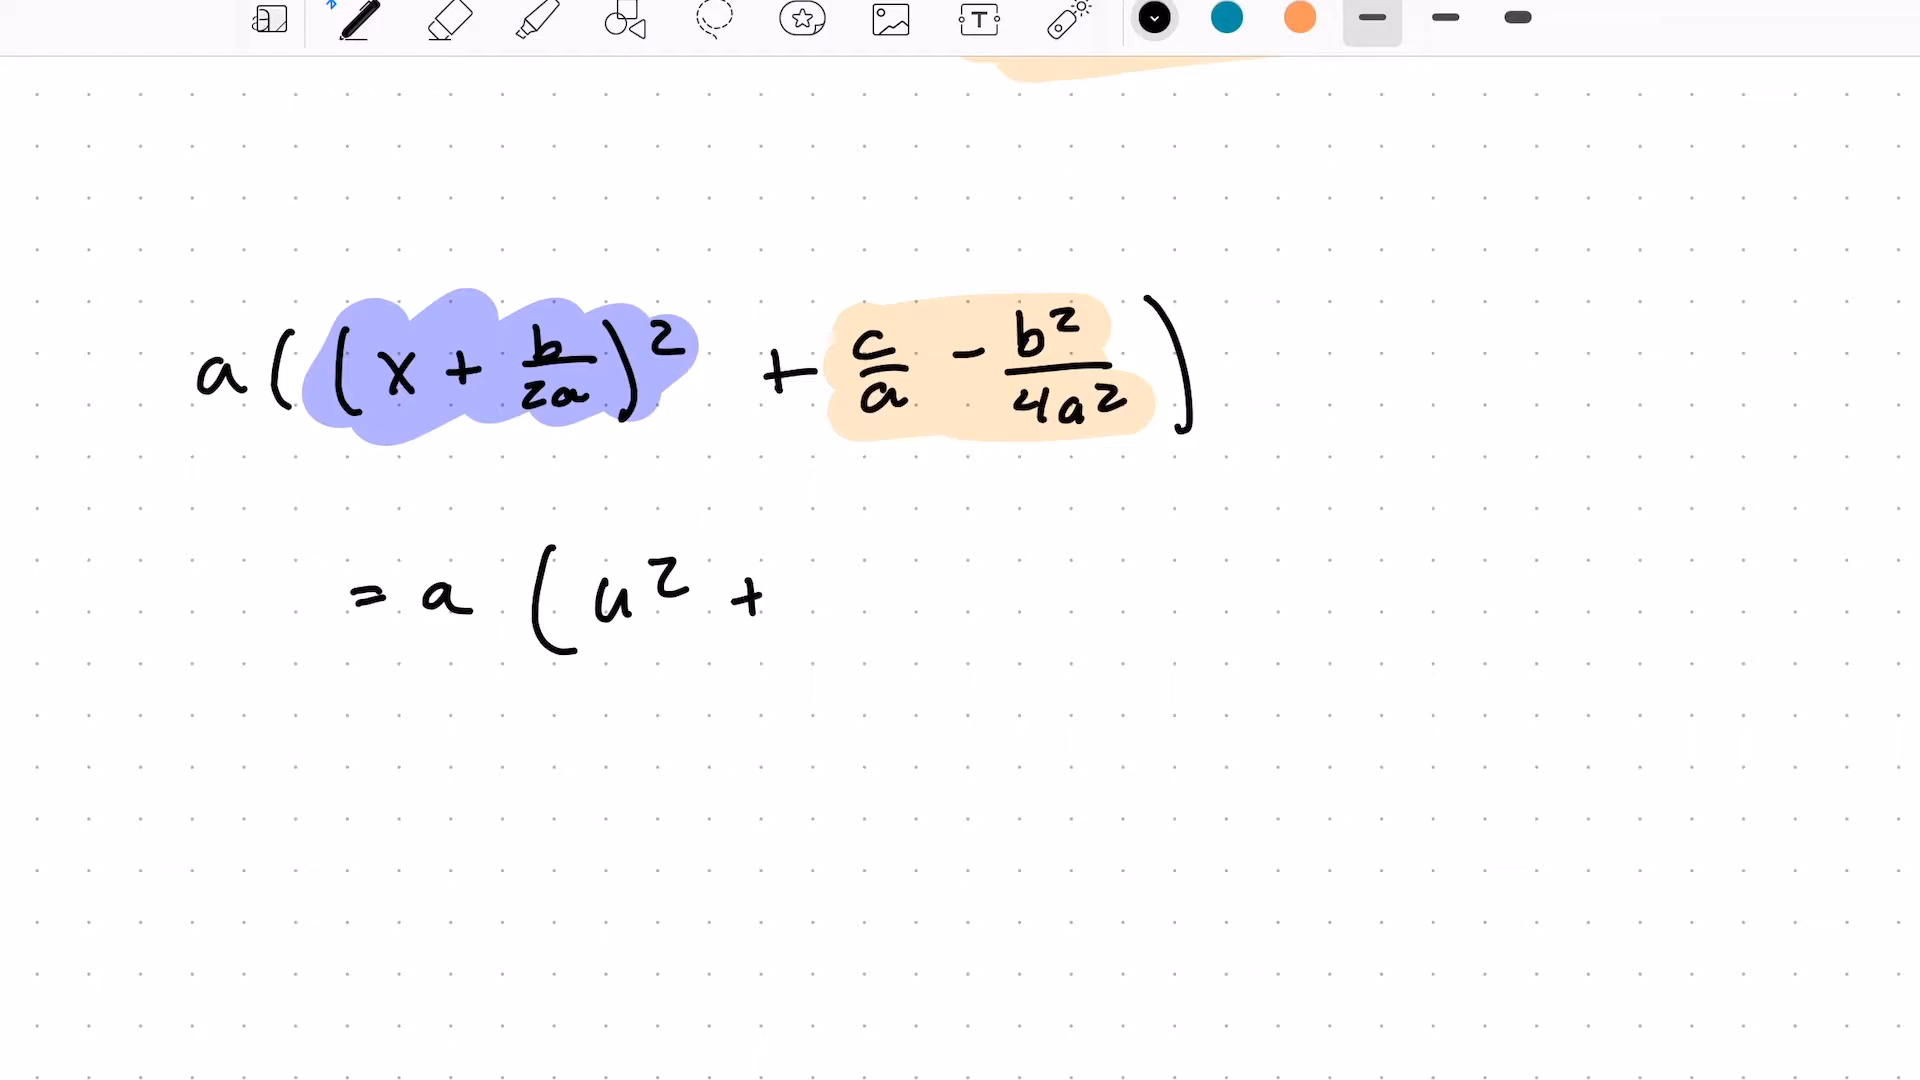 a((x + b/2a)² + c/a - b²/4a²)
= a (u² +